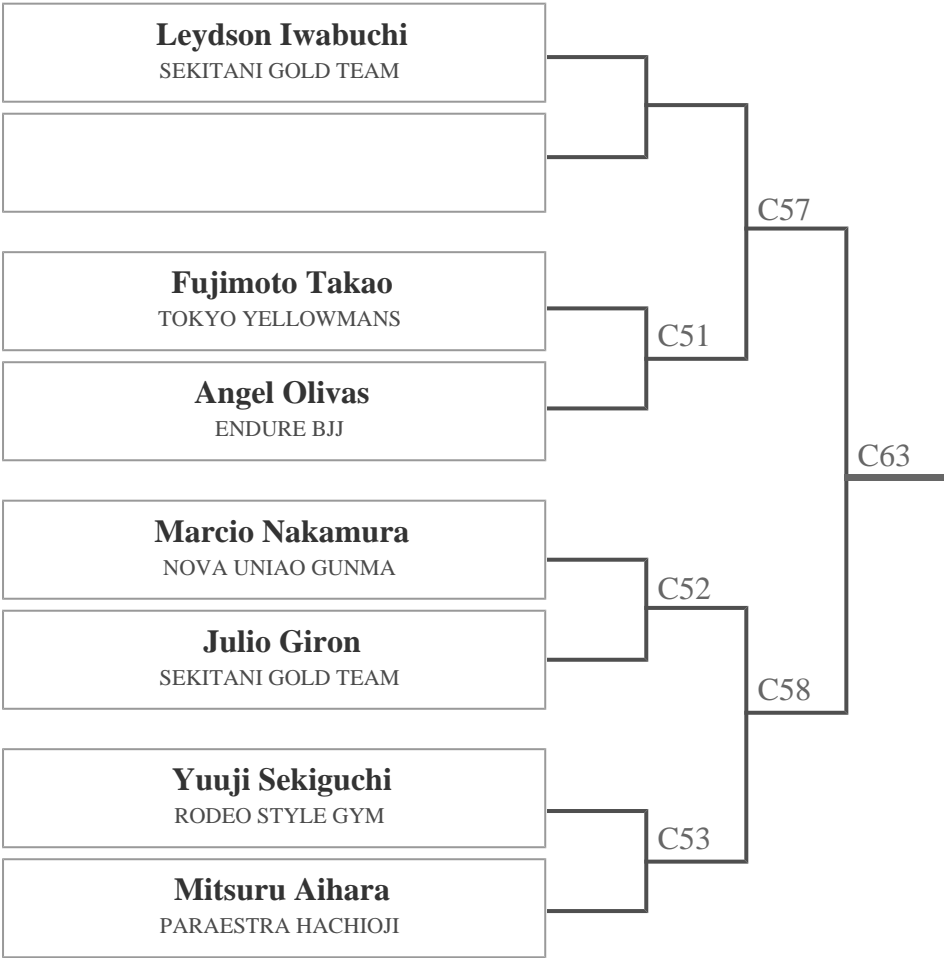 Leydson Iwabuchi
SEKITANI GOLD TEAM
C57
Fujimoto Takao
TOKYO YELLOWMANS
C51
Angel Olivas
ENDURE BJJ
C63
Marcio Nakamura
NOVA UNIAO GUNMA
C52
Julio Giron
SEKITANI GOLD TEAM
C58
Yuuji Sekiguchi
RODEO STYLE GYM
C53
Mitsuru Aihara
PARAESTRA HACHIOJI